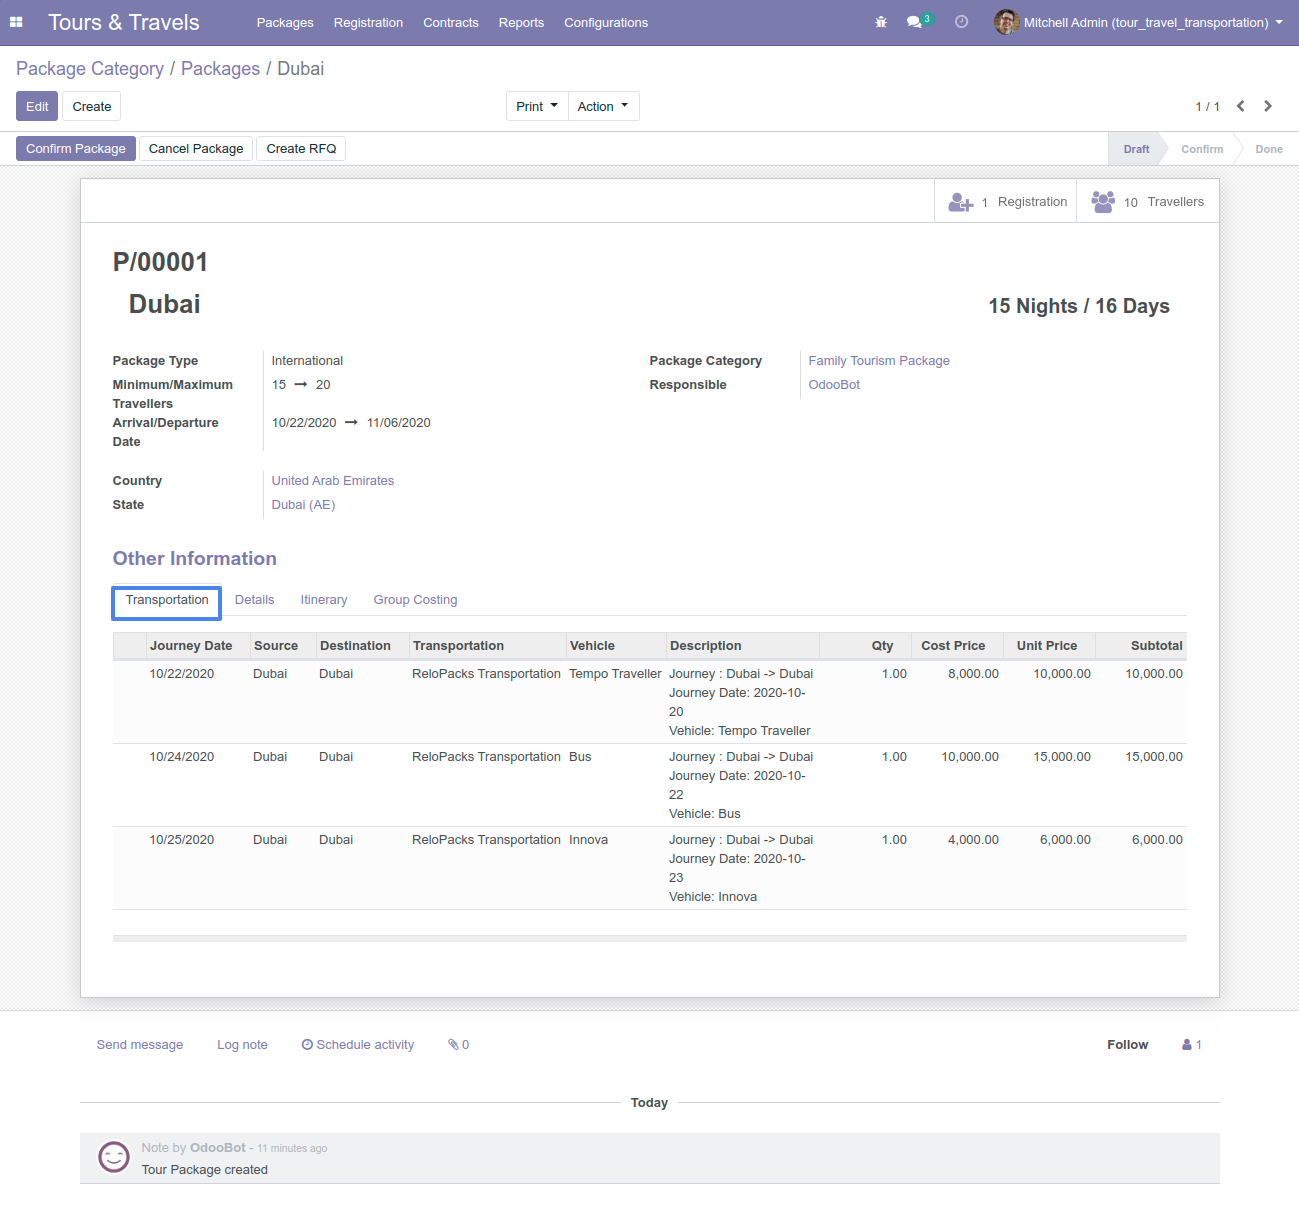 Tours & Travels Packages Registration Contracts Reports Configurations 3 Mitchell Admin (tour_travel_transportation)
Package Category / Packages / Dubai
Edit Create Print Action 1 / 1
Confirm Package Cancel Package Create RFQ Draft Confirm Done
1 Registration 10 Travellers
P/00001
Dubai 15 Nights / 16 Days
Package Type International Package Category Family Tourism Package
Minimum/Maximum 15 → 20 Responsible OdooBot
Travellers
Arrival/Departure 10/22/2020 → 11/06/2020
Date
Country United Arab Emirates
State Dubai (AE)
Other Information
Transportation Details Itinerary Group Costing
Journey Date Source Destination Transportation Vehicle Description Qty Cost Price Unit Price Subtotal
10/22/2020 Dubai Dubai ReloPacks Transportation Tempo Traveller Journey : Dubai -> Dubai 1.00 8,000.00 10,000.00 10,000.00
Journey Date: 2020-10-
20
Vehicle: Tempo Traveller
10/24/2020 Dubai Dubai ReloPacks Transportation Bus Journey : Dubai -> Dubai 1.00 10,000.00 15,000.00 15,000.00
Journey Date: 2020-10-
22
Vehicle: Bus
10/25/2020 Dubai Dubai ReloPacks Transportation Innova Journey : Dubai -> Dubai 1.00 4,000.00 6,000.00 6,000.00
Journey Date: 2020-10-
23
Vehicle: Innova
Send message Log note Schedule activity 0 Follow 1
Today
Note by OdooBot - 11 minutes ago
Tour Package created